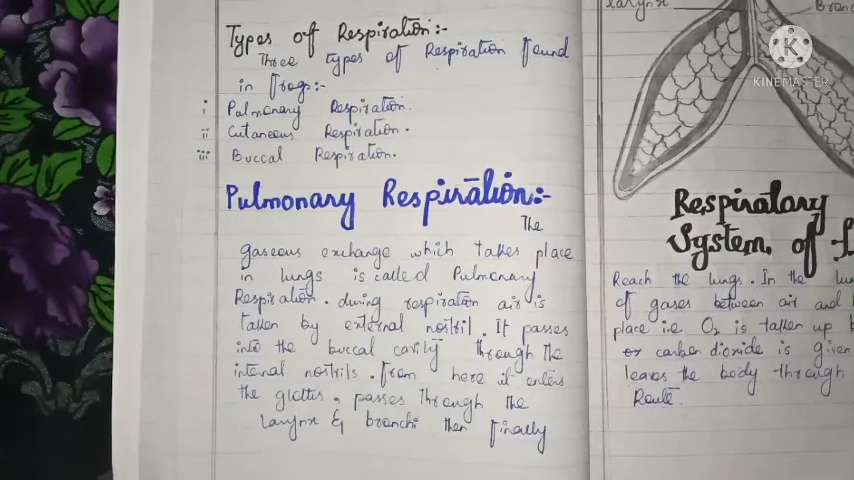 Types of Respiration:-
Three types of Respiration found
in frogs:-
i Pulmonary Respiration.
ii Cutaneous Respiration.
iii Buccal Respiration.
Pulmonary Respiration:-
The
gaseous exchange which takes place
in lungs is called Pulmonary
Respiration. during respiration air is
taken by external nostril. It passes
into the buccal cavity through the
internal nostrils. From here it enters
the glottis, passes through the
Larynx & bronchi then finally
Larynx
KINEMASTER
Respiratory
System of
Reach the lungs. In the
of gases between air and
place i.e O2 is taken up
or carbon dioxide is given
leaves the body through
Route.